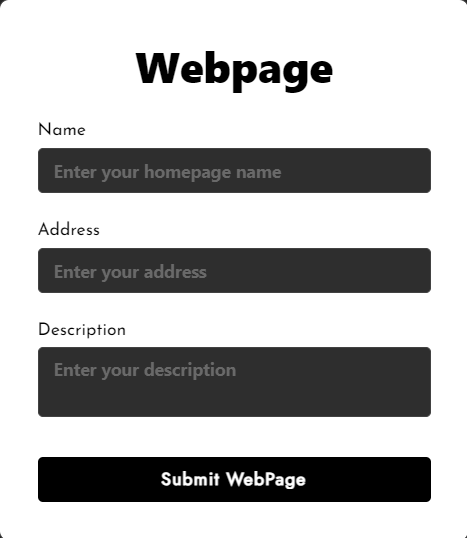 Webpage
Name
Enter your homepage name
Address
Enter your address
Description
Enter your description
Submit WebPage